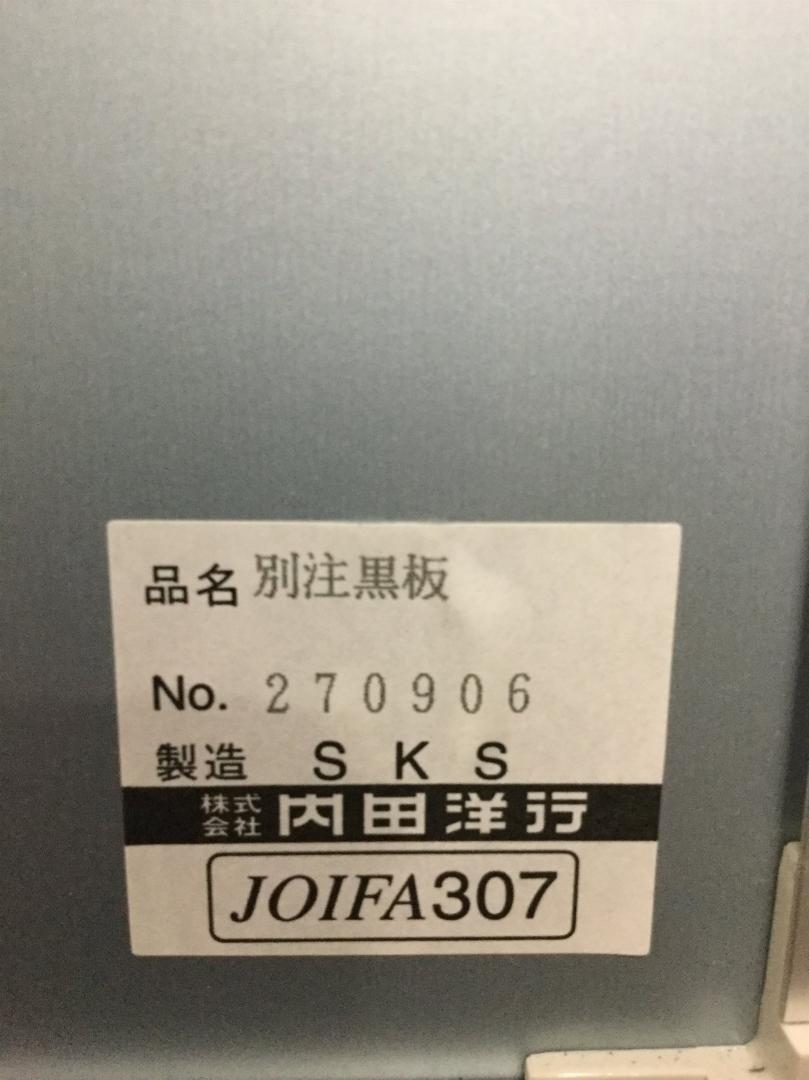 品名 別注黒板
No. 270906
製造 SKS
株式会社 内田洋行
JOIFA307